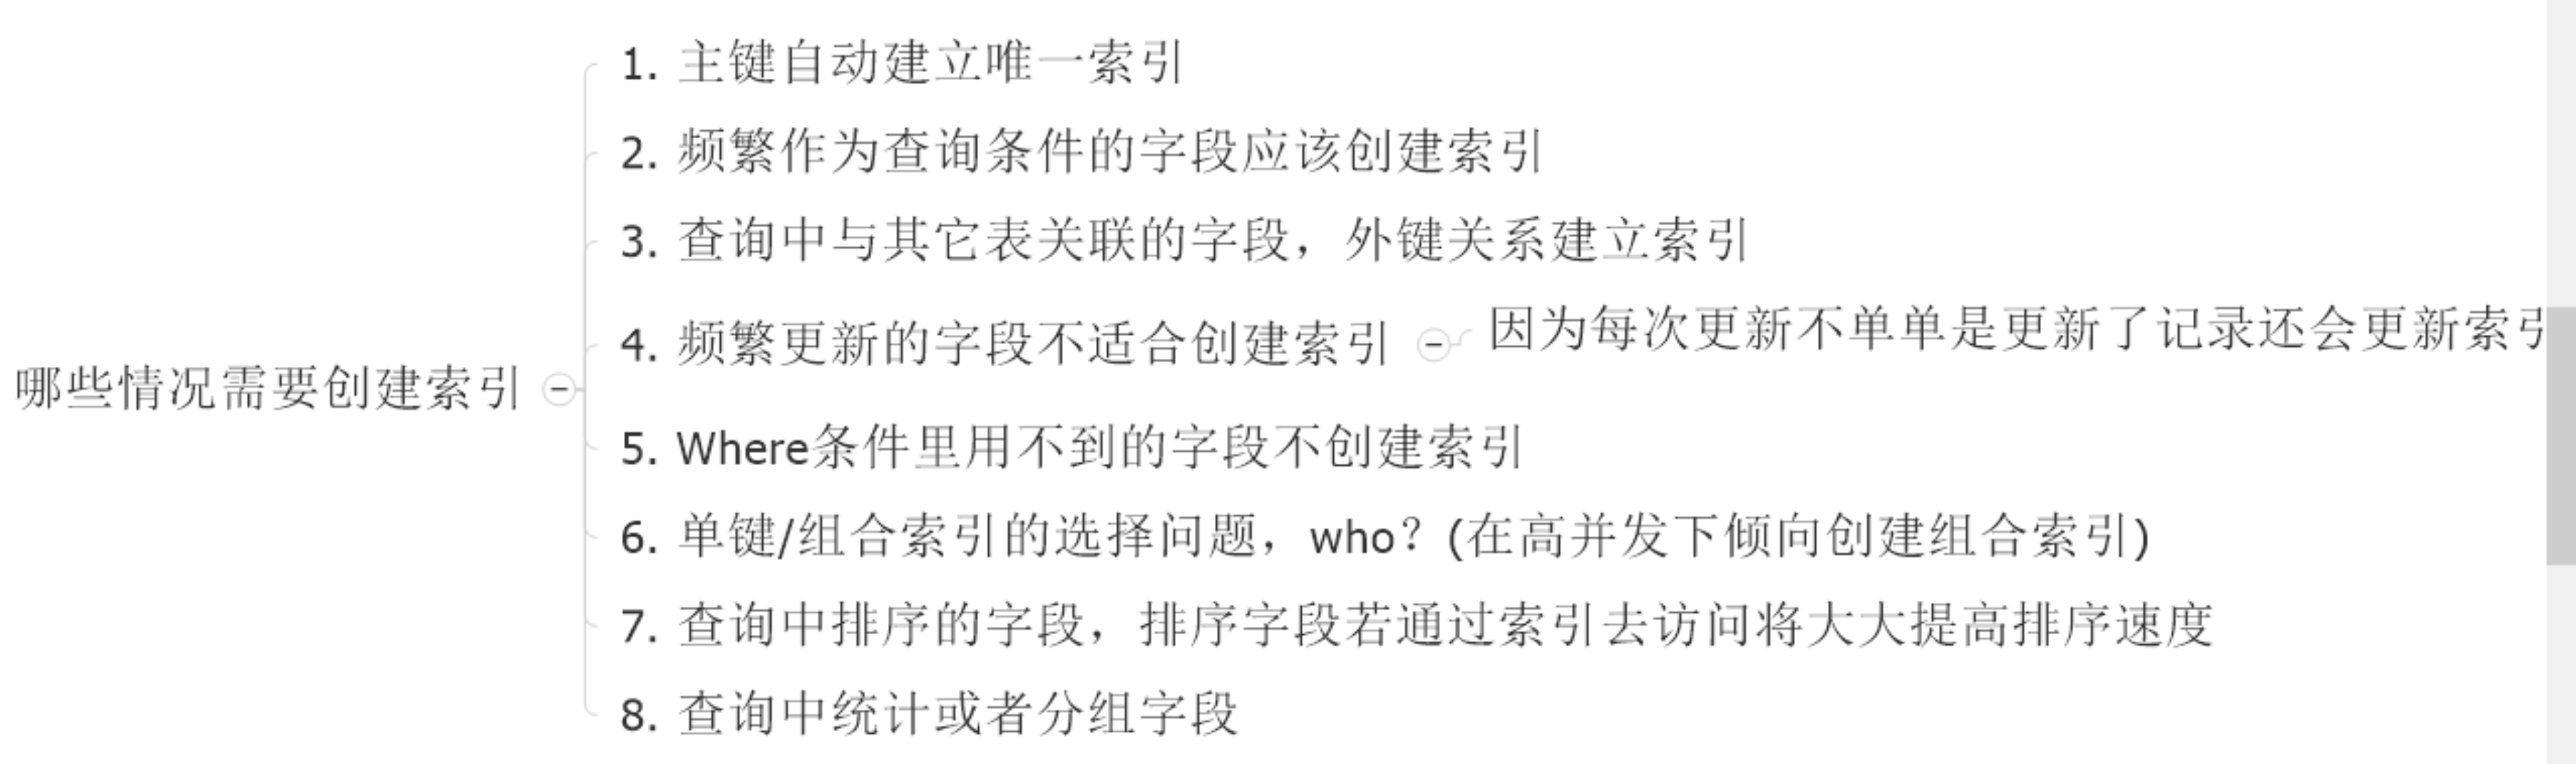 1. 主键自动建立唯一索引
2. 频繁作为查询条件的字段应该创建索引
3. 查询中与其它表关联的字段，外键关系建立索引
4. 频繁更新的字段不适合创建索引
因为每次更新不单单是更新了记录还会更新索引
哪些情况需要创建索引
5. Where条件里用不到的字段不创建索引
6. 单键/组合索引的选择问题，who？(在高并发下倾向创建组合索引)
7. 查询中排序的字段，排序字段若通过索引去访问将大大提高排序速度
8. 查询中统计或者分组字段